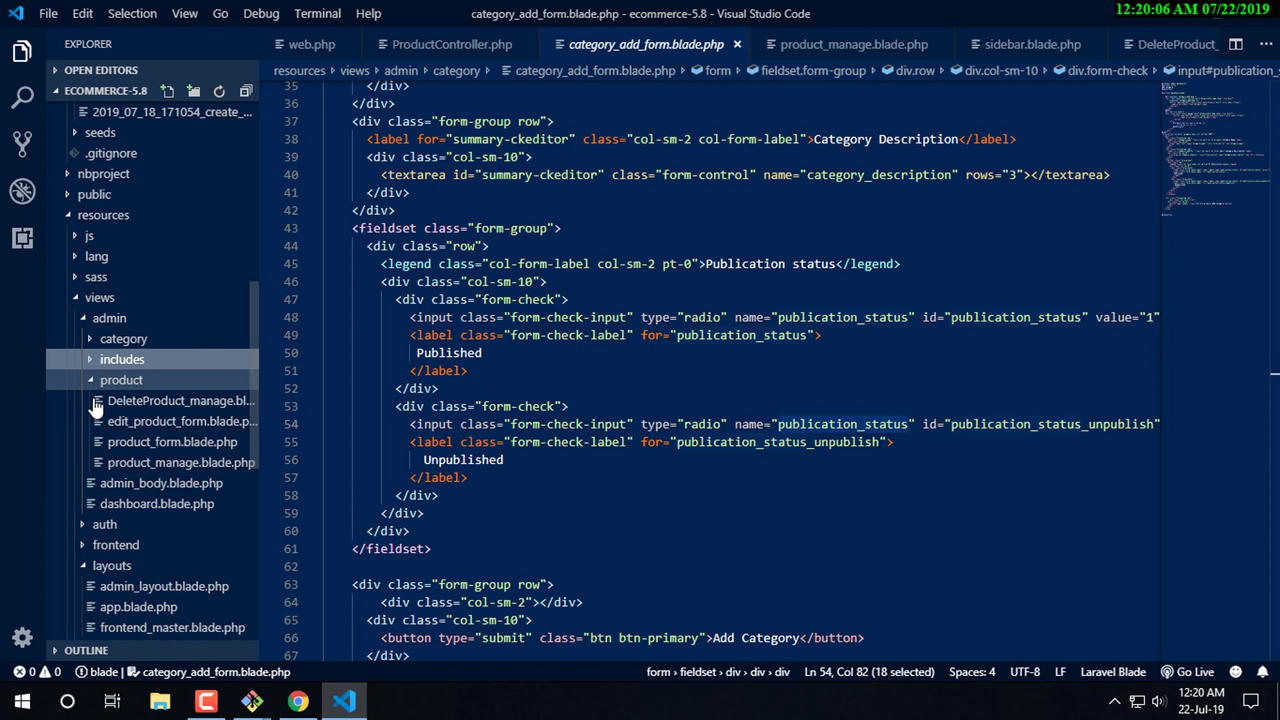 File Edit Selection View Go Debug Terminal Help
category_add_form.blade.php - ecommerce-5.8 - Visual Studio Code
12:20:06 AM 07/22/2019
EXPLORER
web.php
ProductController.php
category_add_form.blade.php ×
product_manage.blade.php
sidebar.blade.php
DeleteProduct_
OPEN EDITORS
resources › views › admin › category › category_add_form.blade.php › form › fieldset.form-group › div.row › div.col-sm-10 › div.form-check › input#publication_s
ECOMMERCE-5.8
2019_07_18_171054_create_...
seeds
.gitignore
nbproject
public
resources
js
lang
sass
views
admin
category
includes
product
DeleteProduct_manage.bl...
edit_product_form.blade.p...
product_form.blade.php
product_manage.blade.php
admin_body.blade.php
dashboard.blade.php
auth
frontend
layouts
admin_layout.blade.php
app.blade.php
frontend_master.blade.php
OUTLINE
35 </div>
36 </div>
37 <div class="form-group row">
38 <label for="summary-ckeditor" class="col-sm-2 col-form-label">Category Description</label>
39 <div class="col-sm-10">
40 <textarea id="summary-ckeditor" class="form-control" name="category_description" rows="3"></textarea>
41 </div>
42 </div>
43 <fieldset class="form-group">
44 <div class="row">
45 <legend class="col-form-label col-sm-2 pt-0">Publication status</legend>
46 <div class="col-sm-10">
47 <div class="form-check">
48 <input class="form-check-input" type="radio" name="publication_status" id="publication_status" value="1"
49 <label class="form-check-label" for="publication_status">
50 Published
51 </label>
52 </div>
53 <div class="form-check">
54 <input class="form-check-input" type="radio" name="publication_status" id="publication_status_unpublish"
55 <label class="form-check-label" for="publication_status_unpublish">
56 Unpublished
57 </label>
58 </div>
59 </div>
60 </div>
61 </fieldset>
62
63 <div class="form-group row">
64 <div class="col-sm-2"></div>
65 <div class="col-sm-10">
66 <button type="submit" class="btn btn-primary">Add Category</button>
67 </div>
0 0 blade category_add_form.blade.php
form › fieldset › div › div › div Ln 54, Col 82 (18 selected) Spaces: 4 UTF-8 LF Laravel Blade Go Live
12:20 AM
22-Jul-19